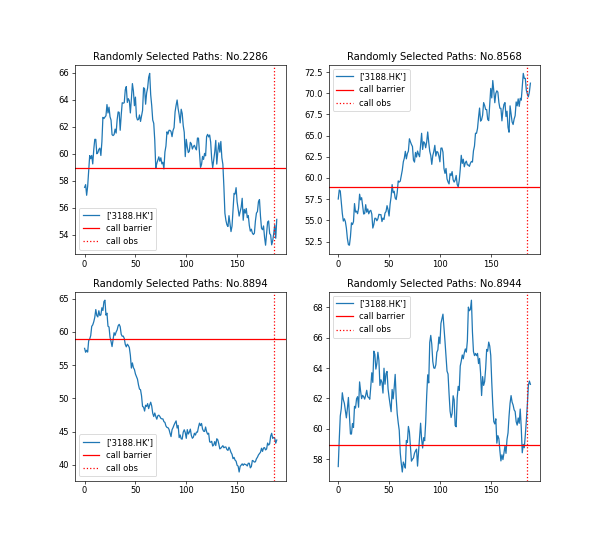 Randomly Selected Paths: No.2286
66
64
62
60
58
56
54
['3188.HK']
call barrier
call obs
0
50
100
150
Randomly Selected Paths: No.8568
72.5
70.0
67.5
65.0
62.5
60.0
57.5
55.0
52.5
['3188.HK']
call barrier
call obs
0
50
100
150
Randomly Selected Paths: No.8894
65
60
55
50
45
40
['3188.HK']
call barrier
call obs
0
50
100
150
Randomly Selected Paths: No.8944
68
66
64
62
60
58
['3188.HK']
call barrier
call obs
0
50
100
150